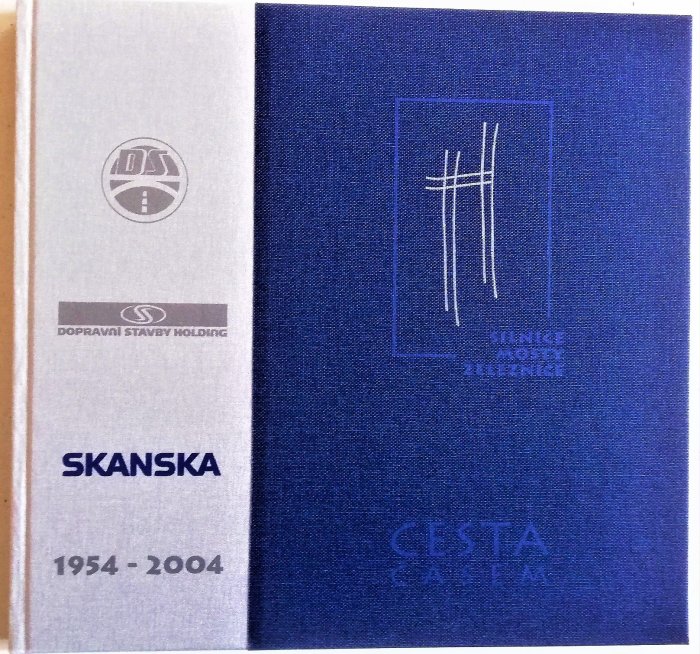 DS
DOPRAVNÍ STAVBY HOLDING
SKANSKA
1954 - 2004
SILNICE
MOSTY
ŽELEZNICE
CESTA
ČASEM